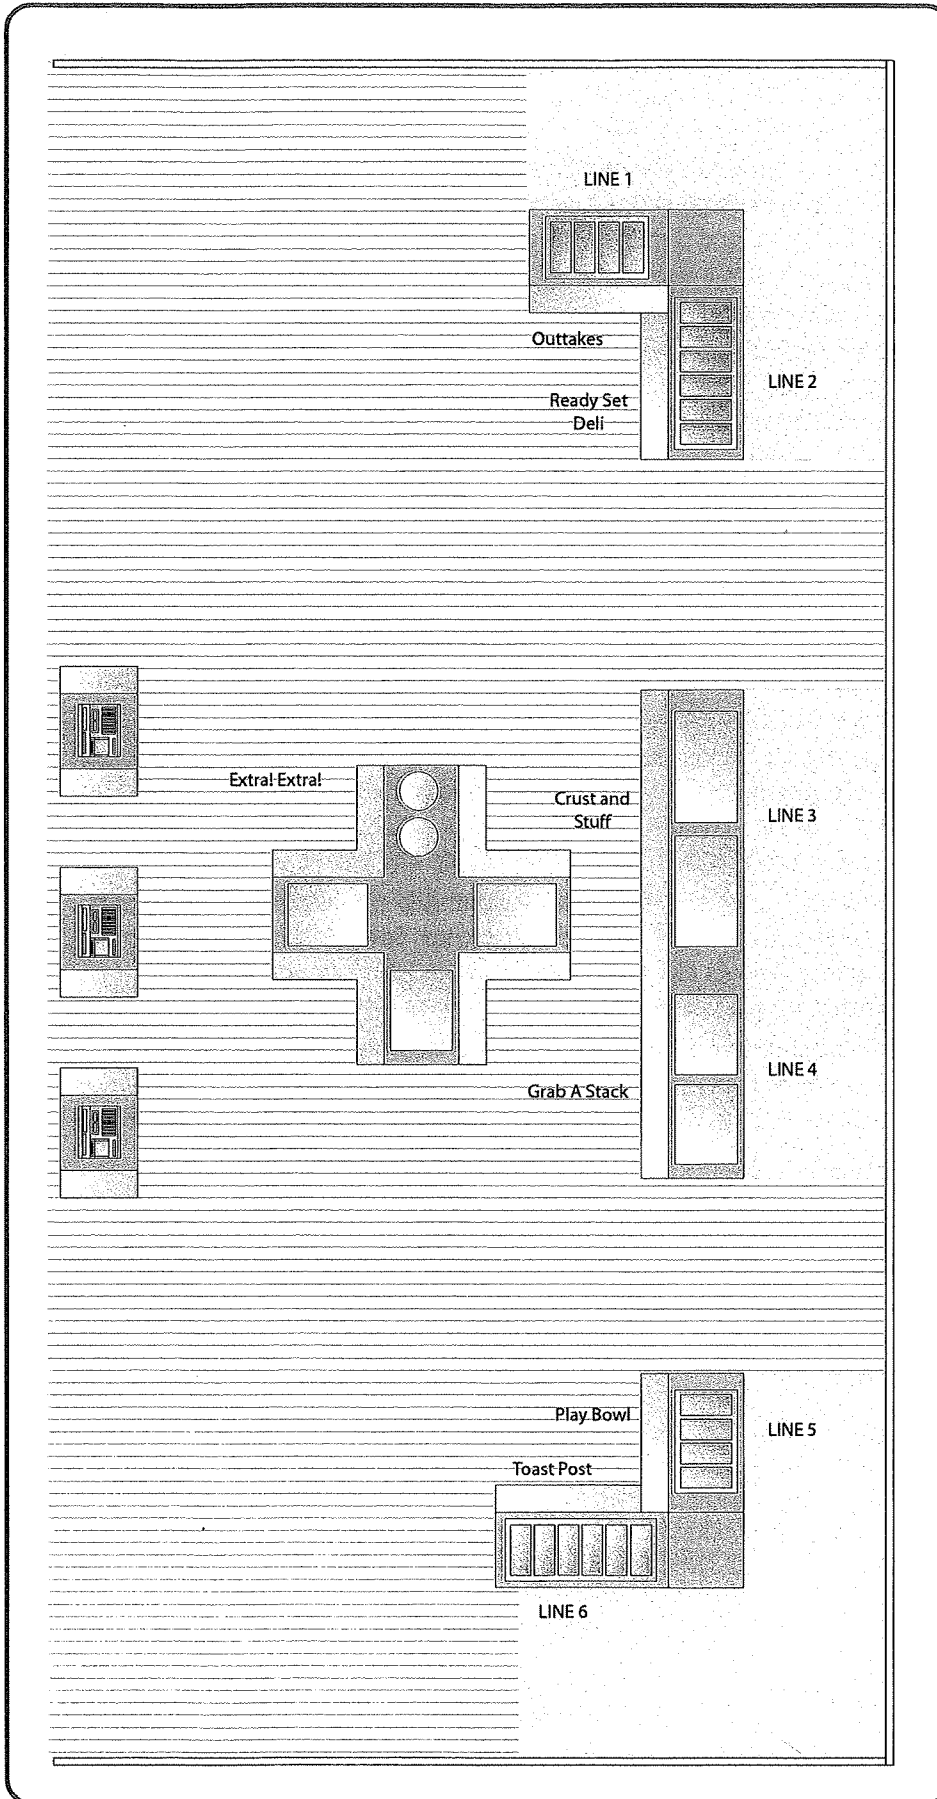 LINE 1
Outtakes
LINE 2
Ready Set
Deli
Extra! Extra!
Crust and
Stuff
LINE 3
LINE 4
Grab A Stack
Play Bowl
LINE 5
Toast Post
LINE 6